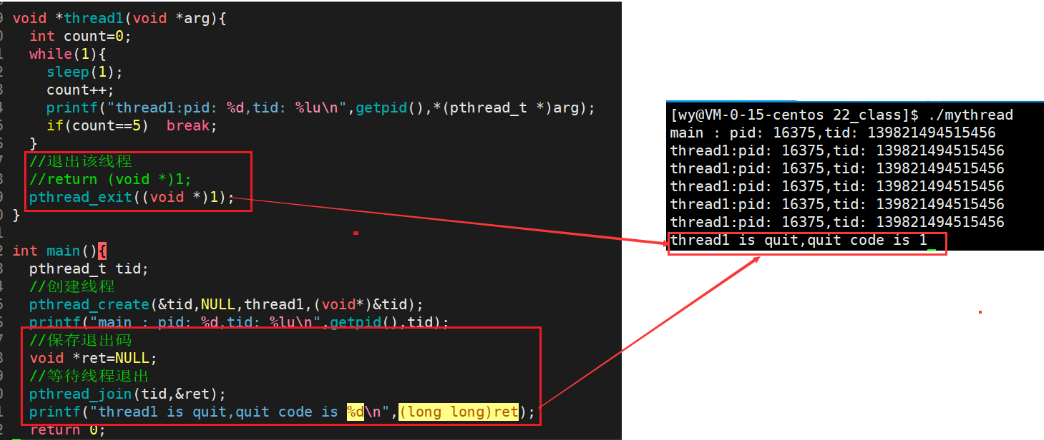 void *thread1(void *arg){
int count=0;
while(1){
sleep(1);
count++;
printf("thread1:pid: %d,tid: %lu\n",getpid(),*(pthread_t *)arg);
if(count==5) break;
}
//退出该线程
//return (void *)1;
pthread_exit((void *)1);
}
int main(){
pthread_t tid;
//创建线程
pthread_create(&tid,NULL,thread1,(void*)&tid);
printf("main : pid: %d,tid: %lu\n",getpid(),tid);
//保存退出码
void *ret=NULL;
//等待线程退出
pthread_join(tid,&ret);
printf("thread1 is quit,quit code is %d\n",(long long)ret);
return 0;
[wy@VM-0-15-centos 22_class]$ ./mythread
main : pid: 16375,tid: 139821494515456
thread1:pid: 16375,tid: 139821494515456
thread1:pid: 16375,tid: 139821494515456
thread1:pid: 16375,tid: 139821494515456
thread1:pid: 16375,tid: 139821494515456
thread1:pid: 16375,tid: 139821494515456
thread1 is quit,quit code is 1